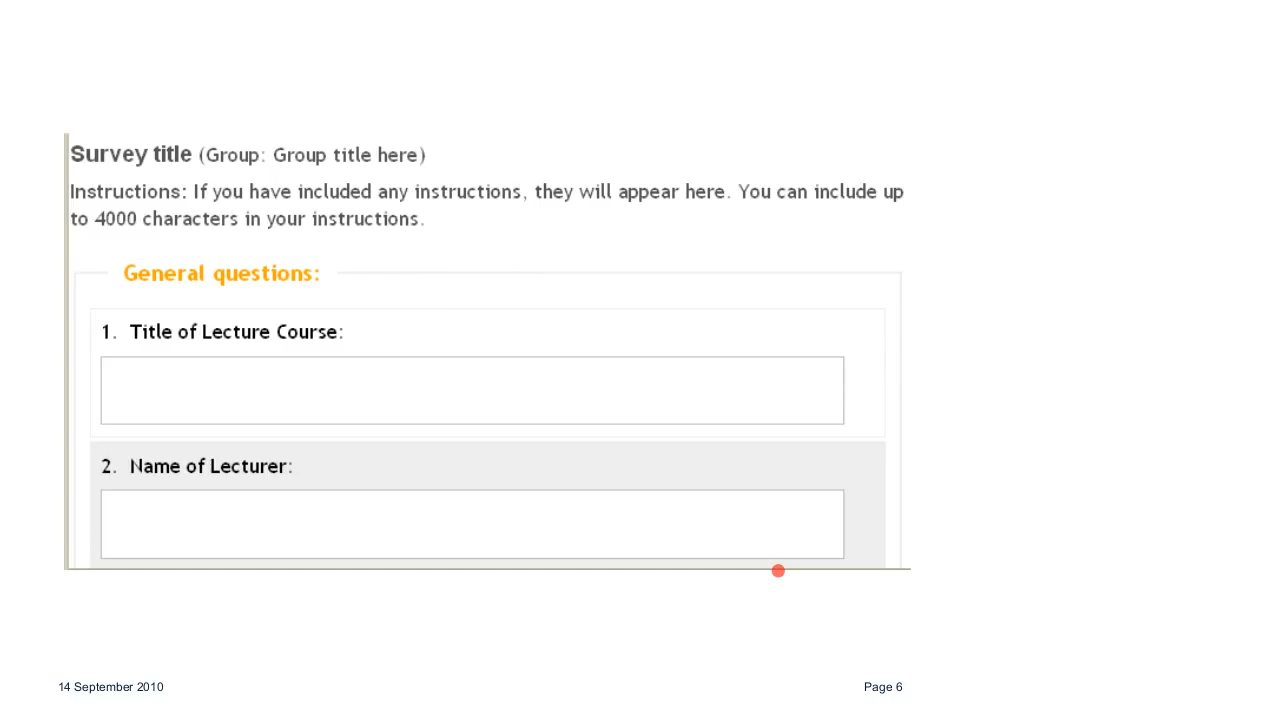 Survey title (Group: Group title here)
Instructions: If you have included any instructions, they will appear here. You can include up
to 4000 characters in your instructions.
General questions:
1. Title of Lecture Course:
2. Name of Lecturer:
14 September 2010
Page 6